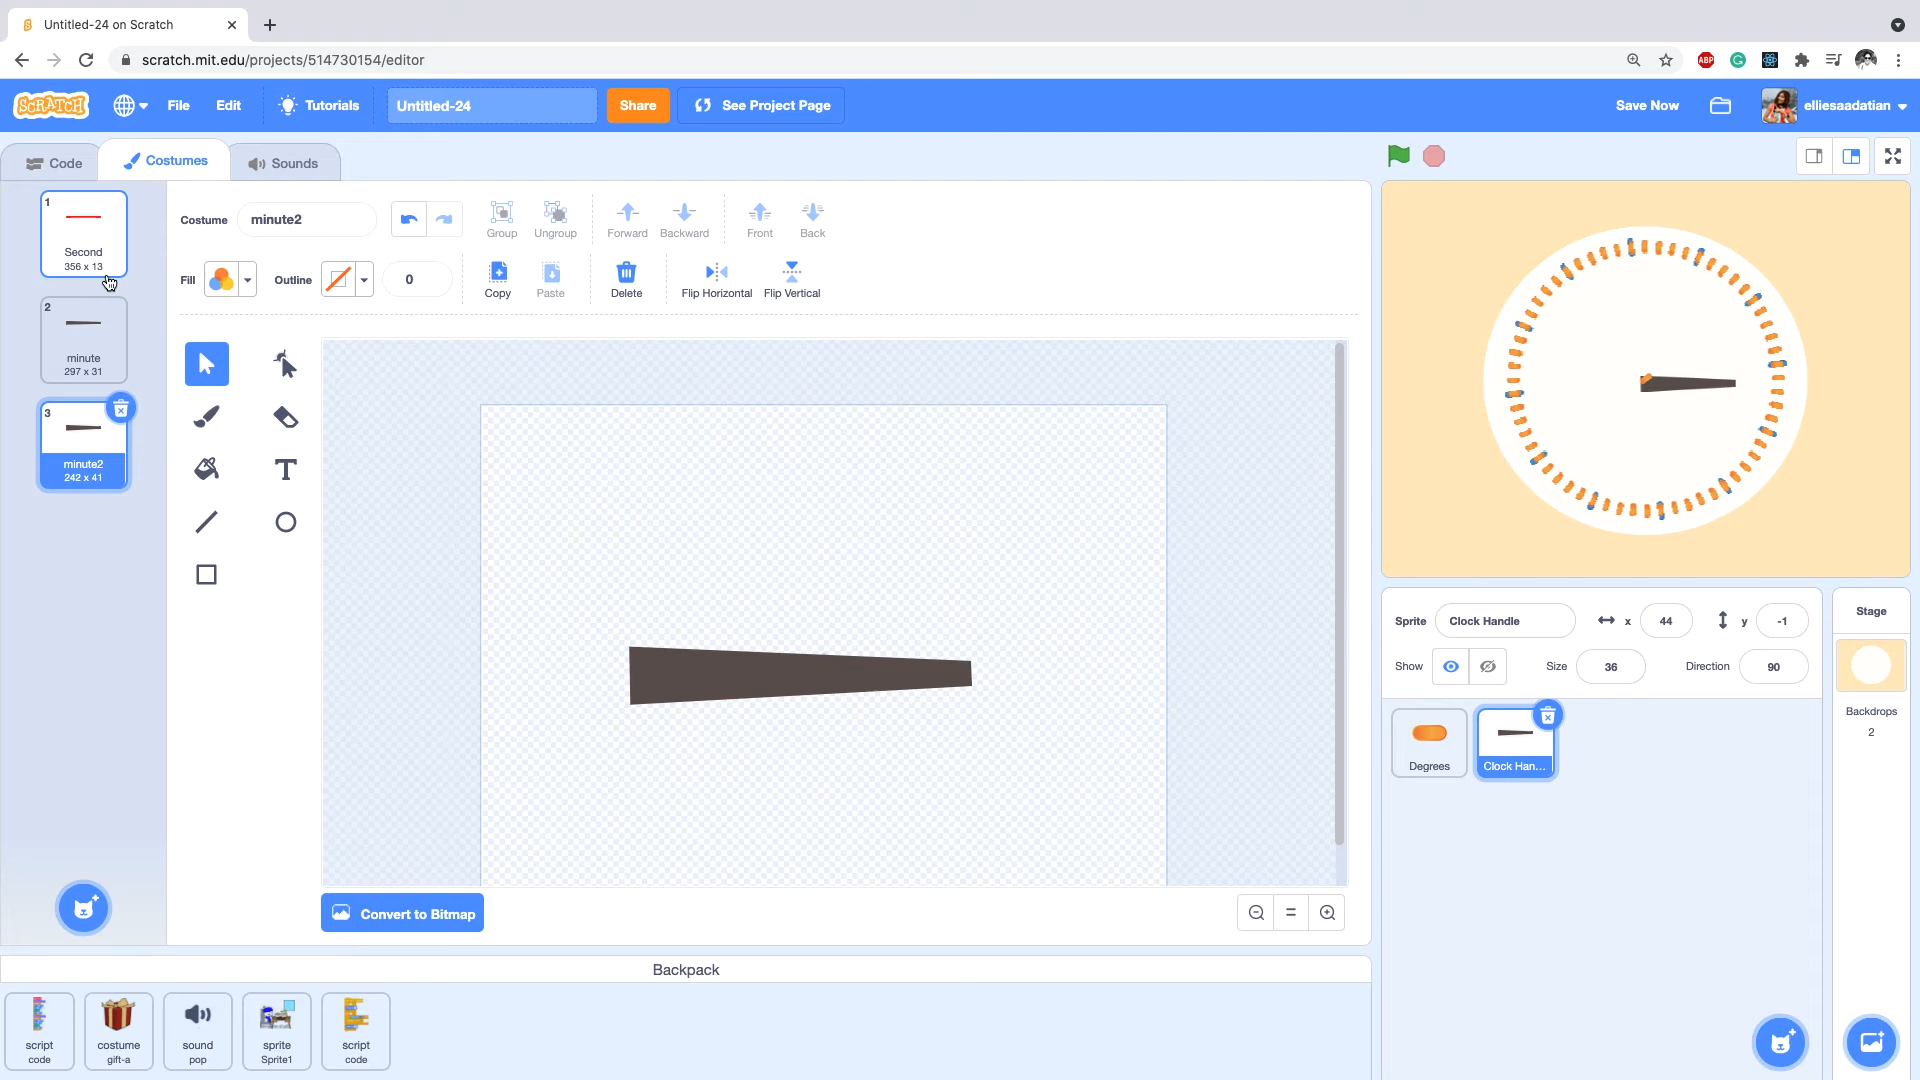 Untitled-24 on Scratch
scratch.mit.edu/projects/514730154/editor
ABP
SCRATCH
File
Edit
Tutorials
Untitled-24
Share
See Project Page
Save Now
elliesaadatian
Code
Costumes
Sounds
1
Second
356 x 13
2
minute
297 x 31
3
minute2
242 x 41
Costume
minute2
Group
Ungroup
Forward
Backward
Front
Back
Fill
Outline
0
Copy
Paste
Delete
Flip Horizontal
Flip Vertical
T
Convert to Bitmap
Sprite
Clock Handle
x
44
y
-1
Show
Size
36
Direction
90
Degrees
Clock Han...
Stage
Backdrops
2
Backpack
script
code
costume
gift-a
sound
pop
sprite
Sprite1
script
code